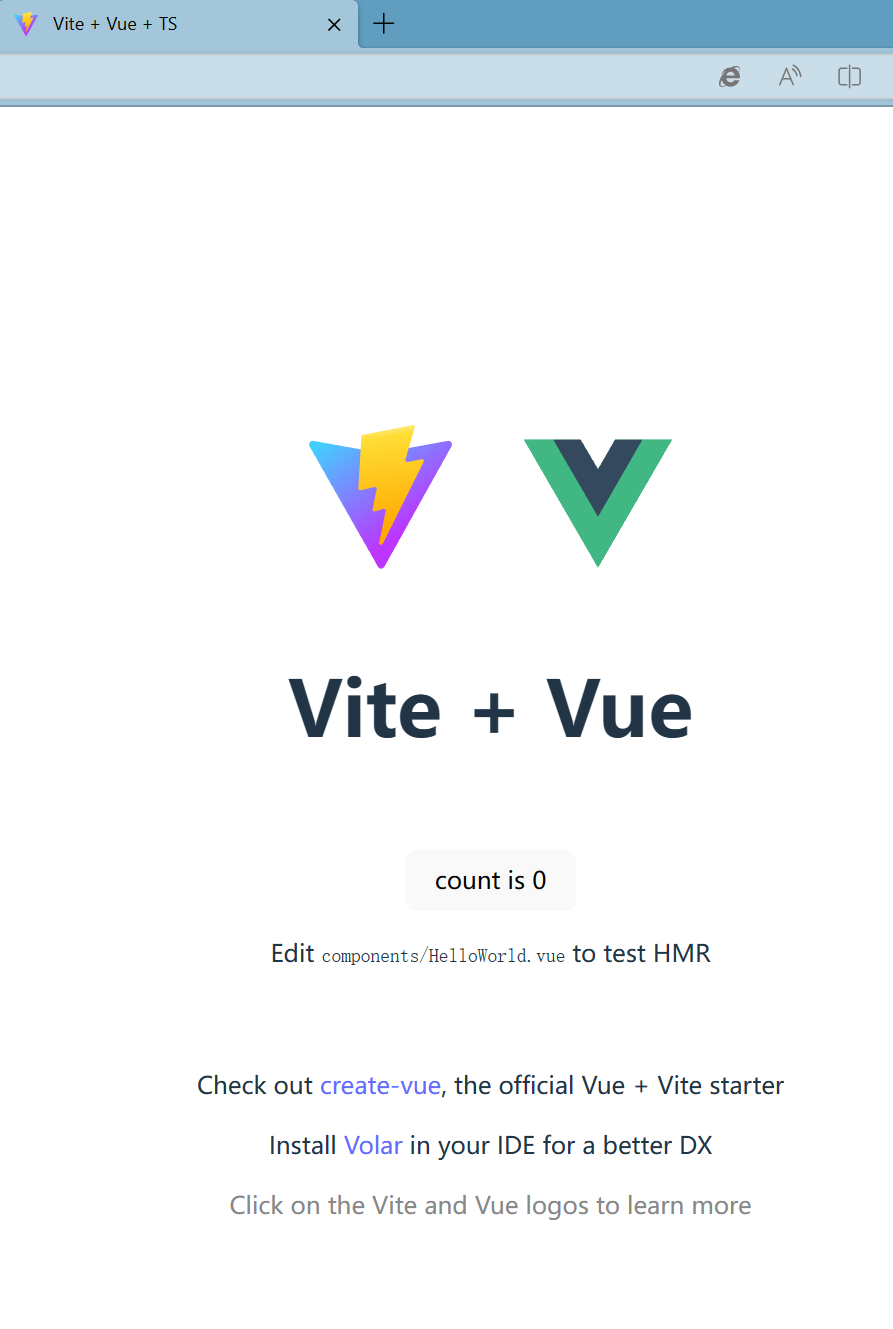 Vite + Vue + TS
Vite + Vue
count is 0
Edit components/HelloWorld.vue to test HMR
Check out create-vue, the official Vue + Vite starter
Install Volar in your IDE for a better DX
Click on the Vite and Vue logos to learn more